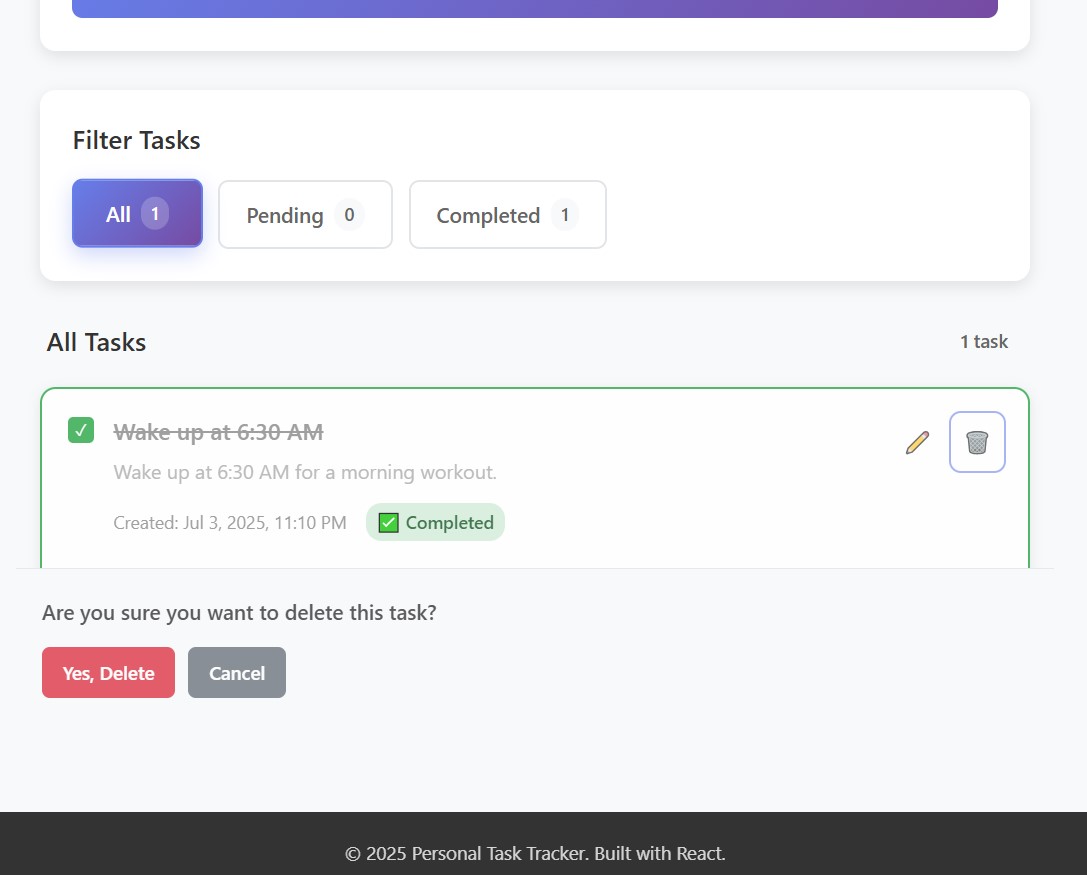 Filter Tasks
All 1
Pending 0
Completed 1
All Tasks
1 task
Wake up at 6:30 AM
Wake up at 6:30 AM for a morning workout.
Created: Jul 3, 2025, 11:10 PM
Completed
Are you sure you want to delete this task?
Yes, Delete
Cancel
© 2025 Personal Task Tracker. Built with React.